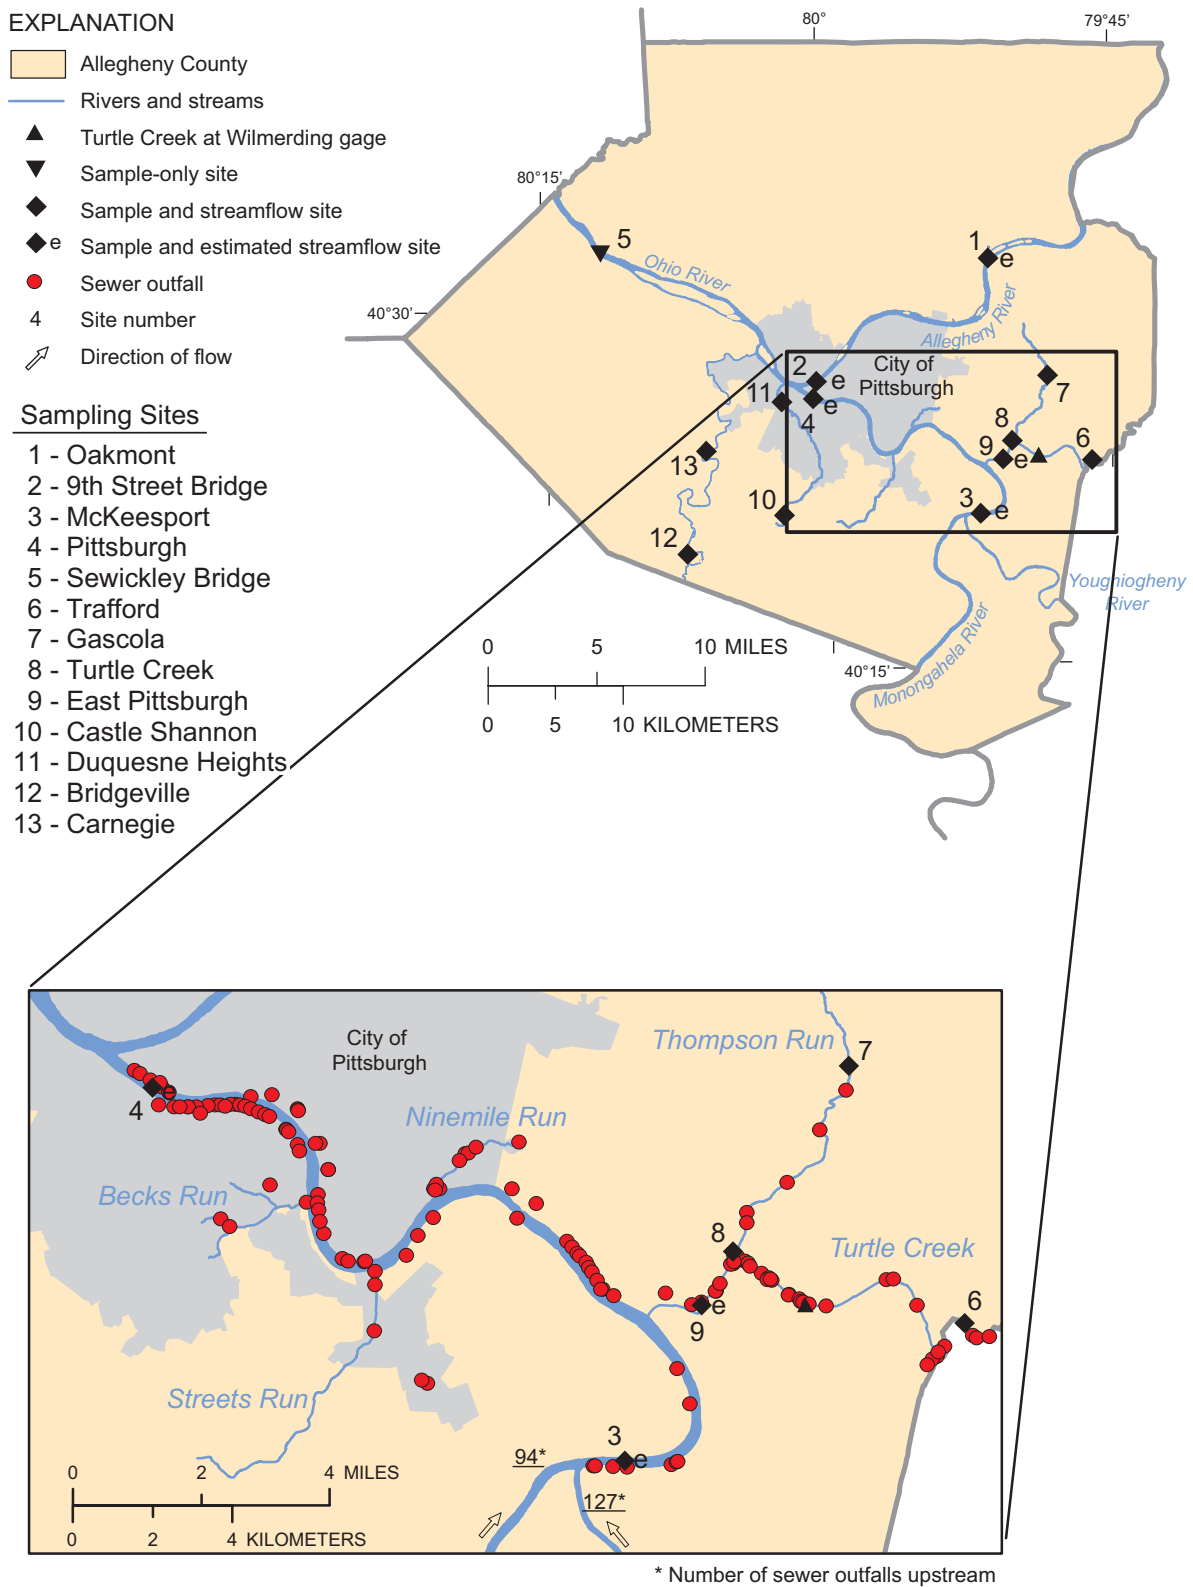 EXPLANATION
Allegheny County
Rivers and streams
Turtle Creek at Wilmerding gage
Sample-only site
Sample and streamflow site
e Sample and estimated streamflow site
Sewer outfall
4 Site number
Direction of flow
Sampling Sites
1 - Oakmont
2 - 9th Street Bridge
3 - McKeesport
4 - Pittsburgh
5 - Sewickley Bridge
6 - Trafford
7 - Gascola
8 - Turtle Creek
9 - East Pittsburgh
10 - Castle Shannon
11 - Duquesne Heights
12 - Bridgeville
13 - Carnegie
80°
79°45'
80°15'
40°30'
40°15'
5
Ohio River
1
e
Allegheny River
City of
Pittsburgh
2
e
11
4
e
7
8
9
e
6
13
10
3
e
12
Youghiogheny
River
Monongahela River
0 5 10 MILES
0 5 10 KILOMETERS
City of
Pittsburgh
Thompson Run
7
4
e
Ninemile Run
Becks Run
8
Turtle Creek
6
e
9
Streets Run
3
e
94*
127*
0 2 4 MILES
0 2 4 KILOMETERS
* Number of sewer outfalls upstream